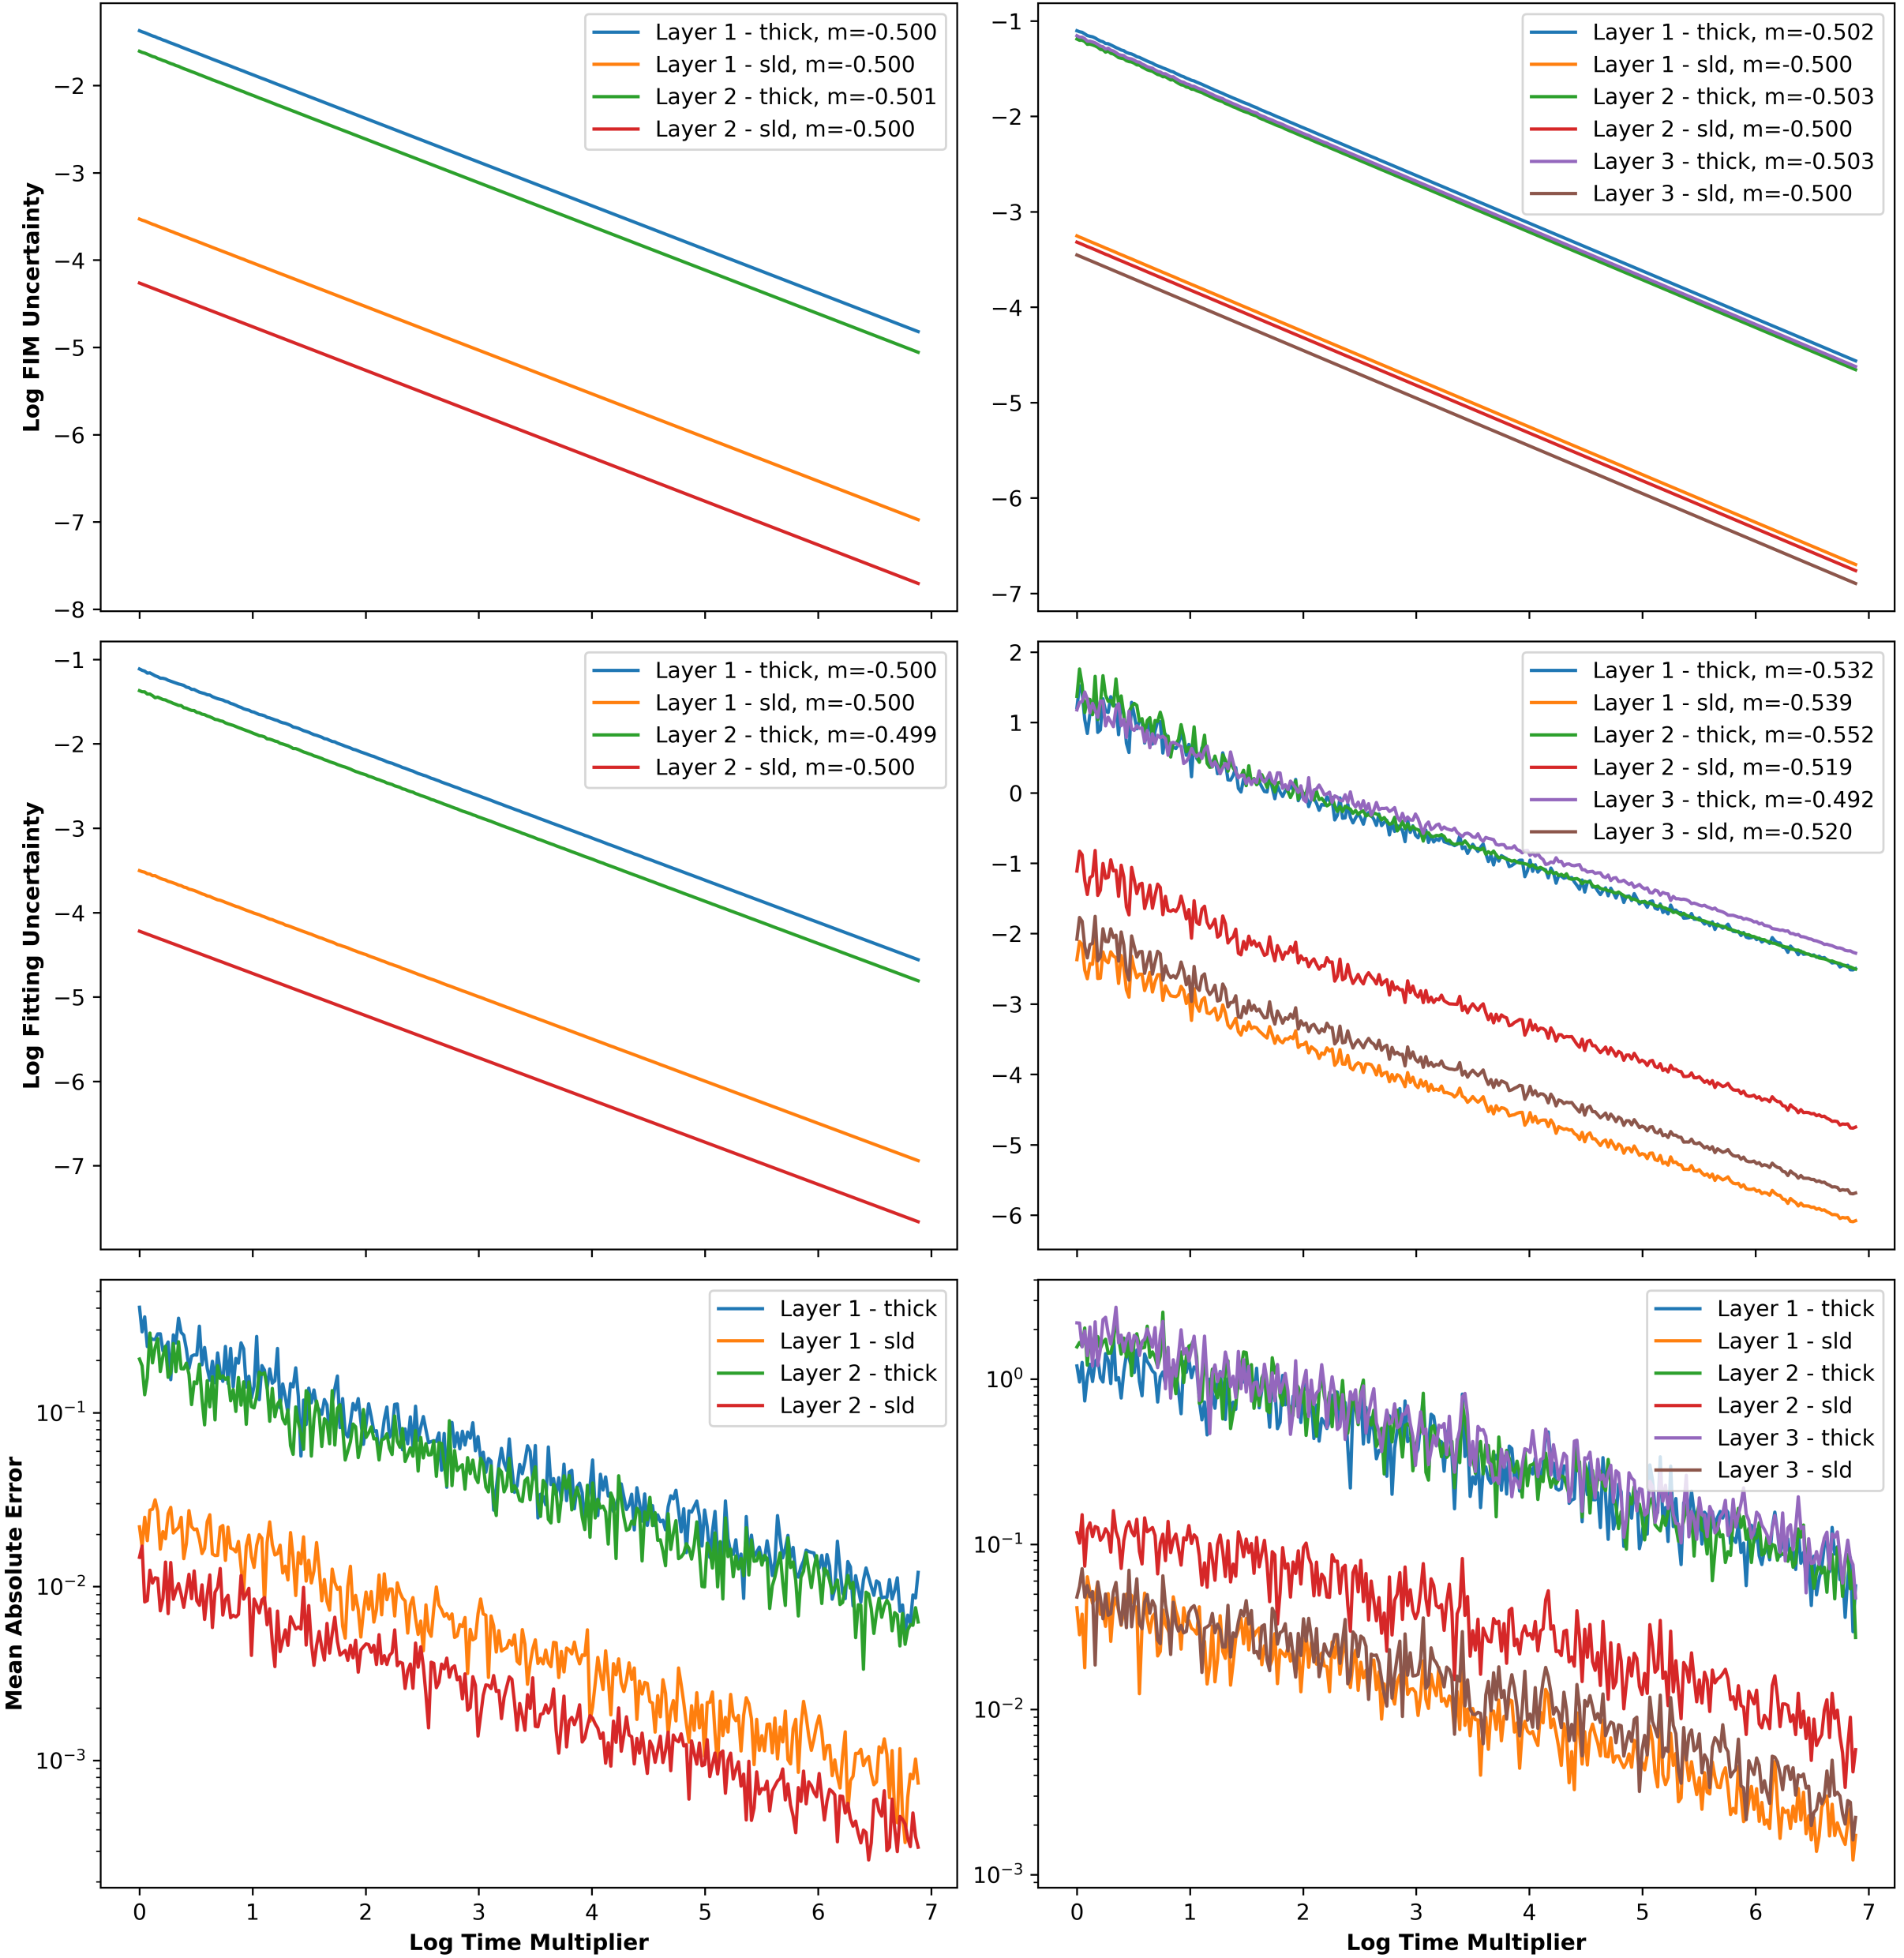 Log FIM Uncertainty
−2
−3
−4
−5
−6
−7
−8
Layer 1 - thick, m=-0.500
Layer 1 - sld, m=-0.500
Layer 2 - thick, m=-0.501
Layer 2 - sld, m=-0.500
−1
−2
−3
−4
−5
−6
−7
Layer 1 - thick, m=-0.502
Layer 1 - sld, m=-0.500
Layer 2 - thick, m=-0.503
Layer 2 - sld, m=-0.500
Layer 3 - thick, m=-0.503
Layer 3 - sld, m=-0.500
Log Fitting Uncertainty
−1
−2
−3
−4
−5
−6
−7
Layer 1 - thick, m=-0.500
Layer 1 - sld, m=-0.500
Layer 2 - thick, m=-0.499
Layer 2 - sld, m=-0.500
2
1
0
−1
−2
−3
−4
−5
−6
Layer 1 - thick, m=-0.532
Layer 1 - sld, m=-0.539
Layer 2 - thick, m=-0.552
Layer 2 - sld, m=-0.519
Layer 3 - thick, m=-0.492
Layer 3 - sld, m=-0.520
Mean Absolute Error
10⁻¹
10⁻²
10⁻³
Layer 1 - thick
Layer 1 - sld
Layer 2 - thick
Layer 2 - sld
0 1 2 3 4 5 6 7
Log Time Multiplier
10⁰
10⁻¹
10⁻²
10⁻³
Layer 1 - thick
Layer 1 - sld
Layer 2 - thick
Layer 2 - sld
Layer 3 - thick
Layer 3 - sld
0 1 2 3 4 5 6 7
Log Time Multiplier